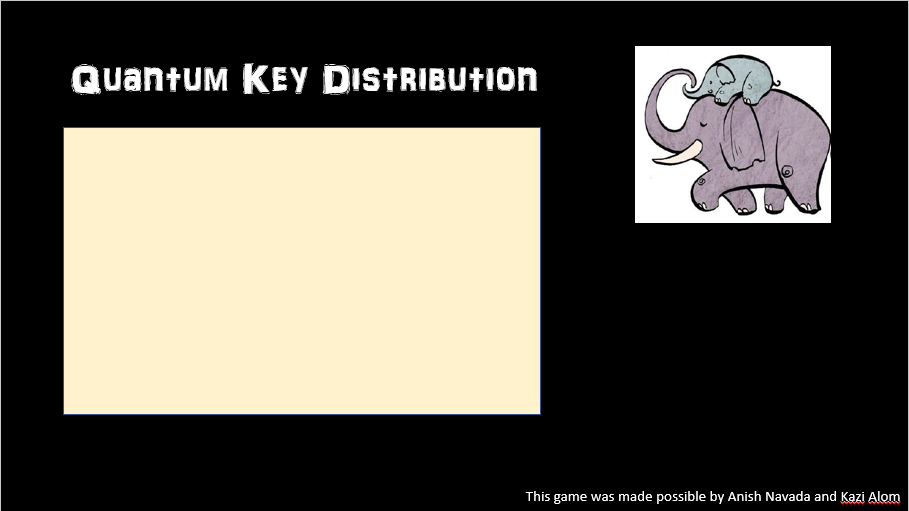 Quantum Key Distribution
This game was made possible by Anish Navada and Kazi Alom